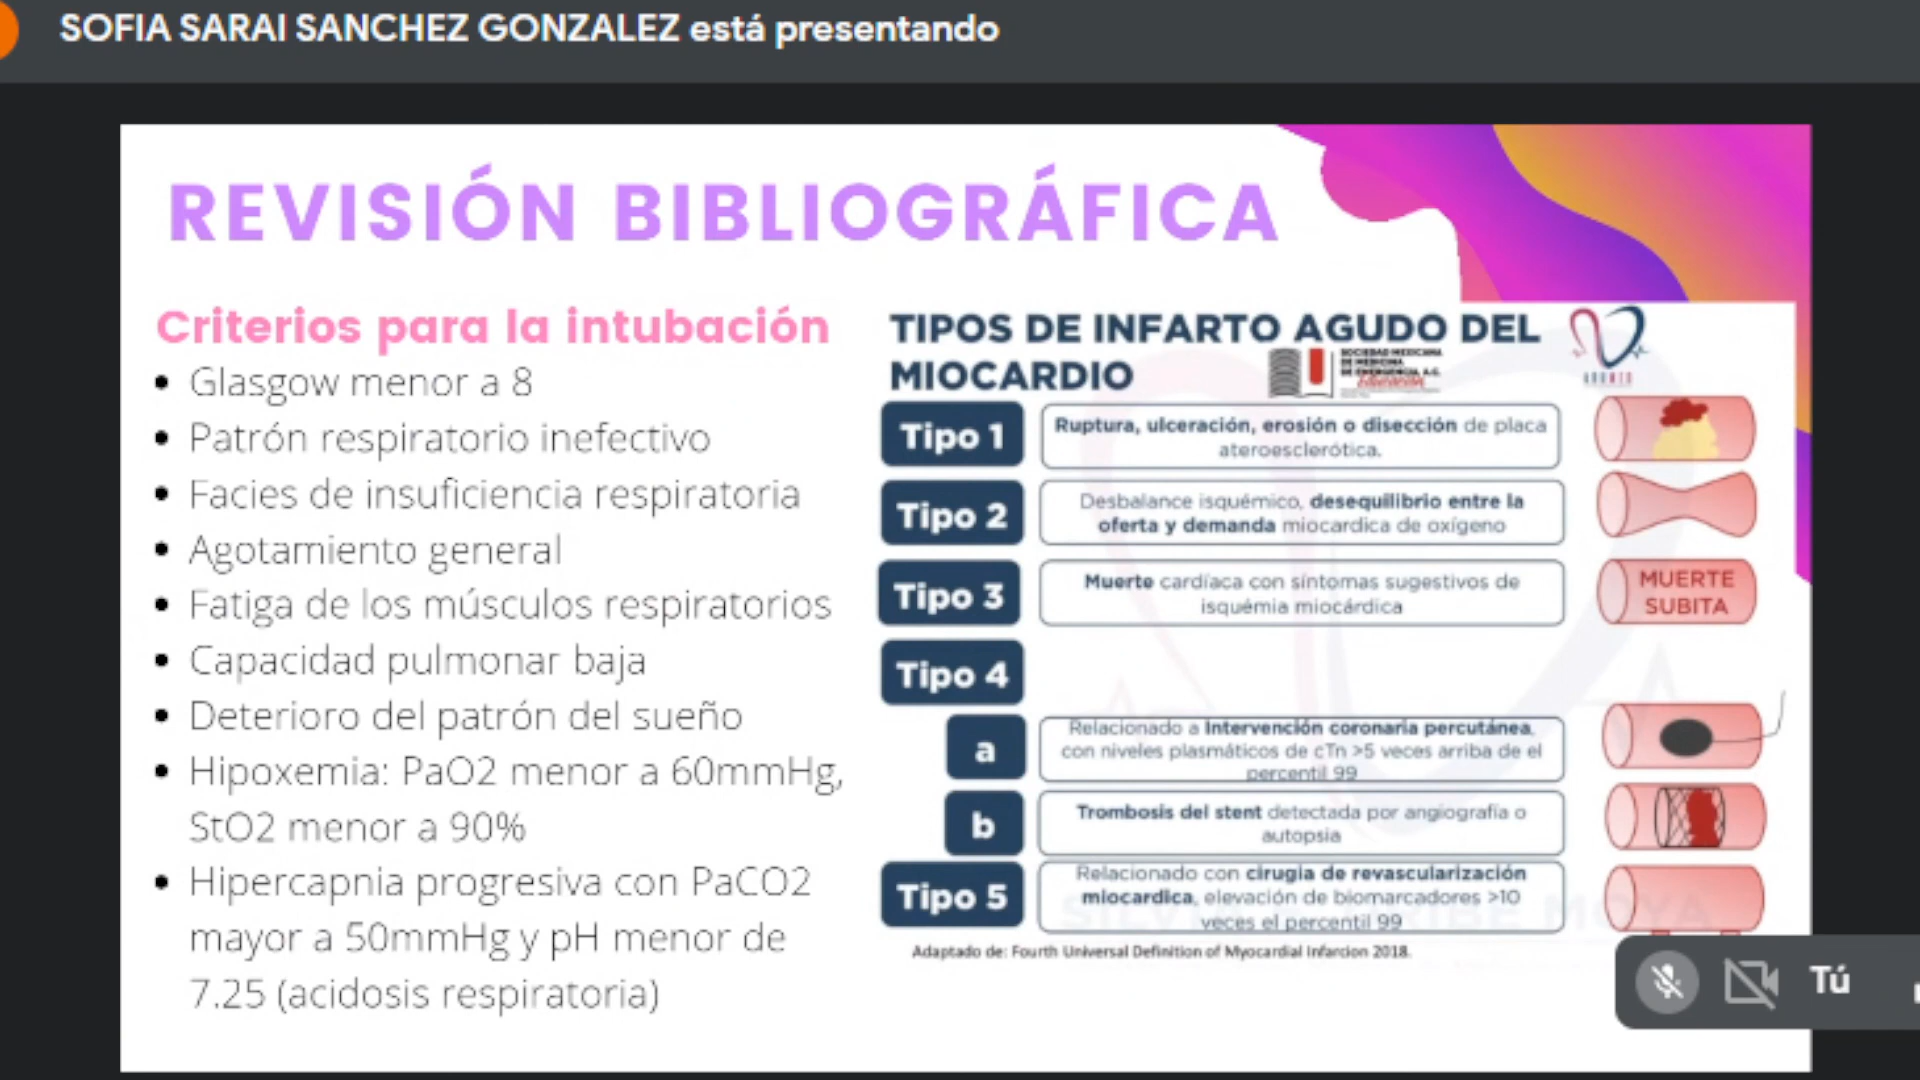 SOFIA SARAI SANCHEZ GONZALEZ está presentando
REVISIÓN BIBLIOGRÁFICA
Criterios para la intubación
• Glasgow menor a 8
• Patrón respiratorio inefectivo
• Facies de insuficiencia respiratoria
• Agotamiento general
• Fatiga de los músculos respiratorios
• Capacidad pulmonar baja
• Deterioro del patrón del sueño
• Hipoxemia: PaO2 menor a 60mmHg,
StO2 menor a 90%
• Hipercapnia progresiva con PaCO2
mayor a 50mmHg y pH menor de
7.25 (acidosis respiratoria)
TIPOS DE INFARTO AGUDO DEL
MIOCARDIO
SOCIEDAD MEXICANA
DE MEDICINA
DE EMERGENCIA A.C.
Tipo 1
Ruptura, ulceración, erosión o disección de placa
ateroesclerótica.
Tipo 2
Desbalance isquémico, desequilibrio entre la
oferta y demanda miocardica de oxígeno
Tipo 3
Muerte cardíaca con síntomas sugestivos de
isquémia miocárdica
MUERTE
SUBITA
Tipo 4
a
Relacionado a intervención coronaria percutánea,
con niveles plasmáticos de cTn >5 veces arriba de el
percentil 99
b
Trombosis del stent detectada por angiografía o
autopsia
Tipo 5
Relacionado con cirugia de revascularización
miocardica, elevación de biomarcadores >10
veces el percentil 99
Adaptado de: Fourth Universal Definition of Myocardial Infarcion 2018.
Tú